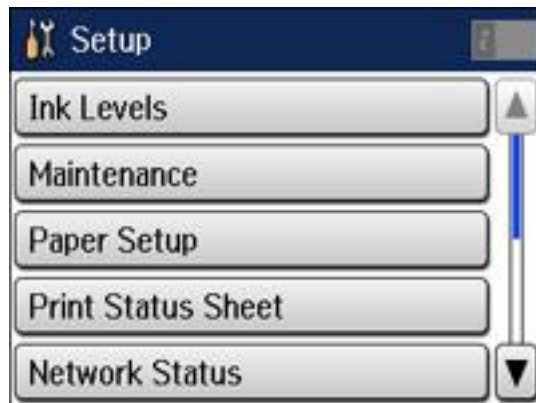 Setup
Ink Levels
Maintenance
Paper Setup
Print Status Sheet
Network Status